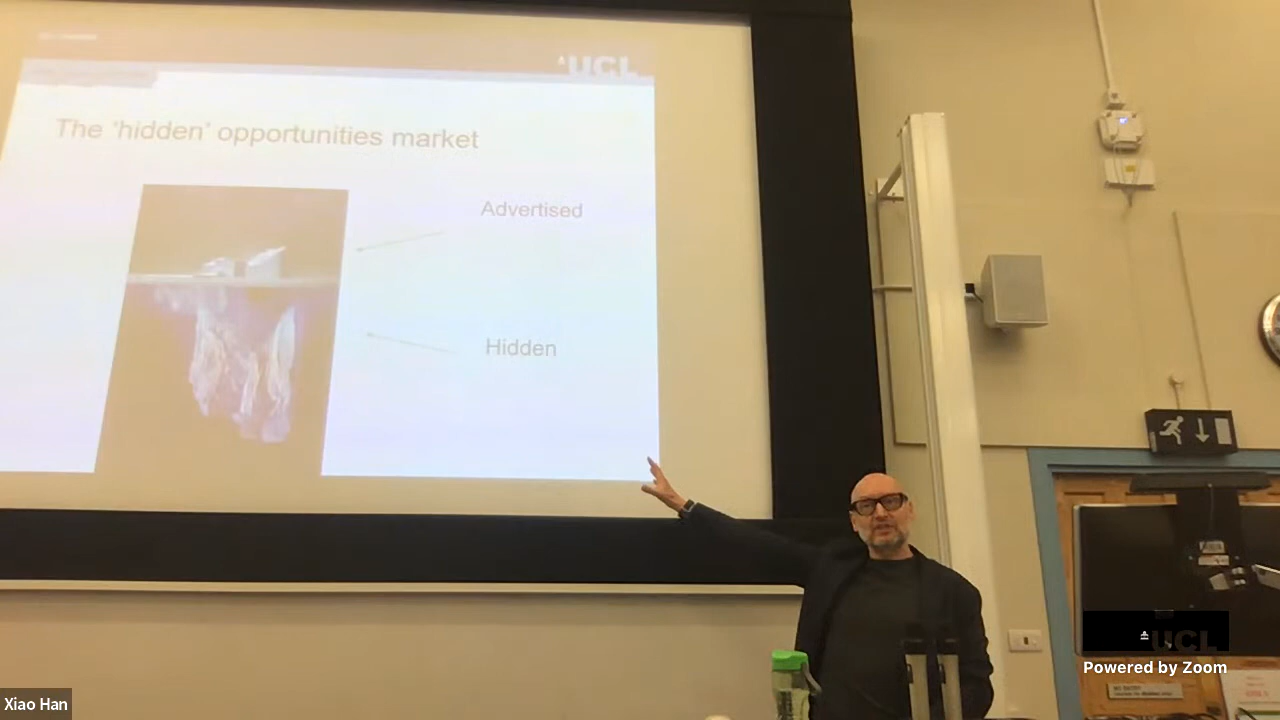 UCL
The 'hidden' opportunities market
Advertised
Hidden
UCL
Powered by Zoom
Xiao Han